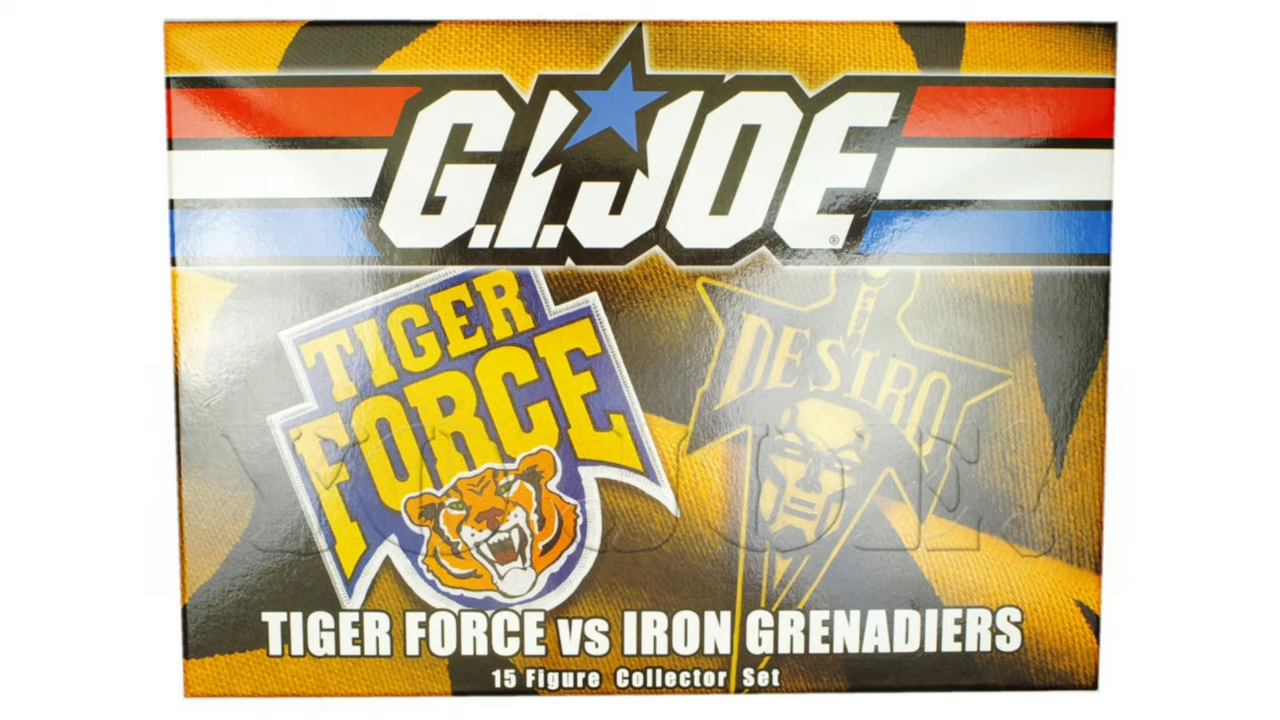 G.I.JOE
®
TIGER
FORCE
DESTRO
TIGER FORCE vs IRON GRENADIERS
15 Figure Collector Set